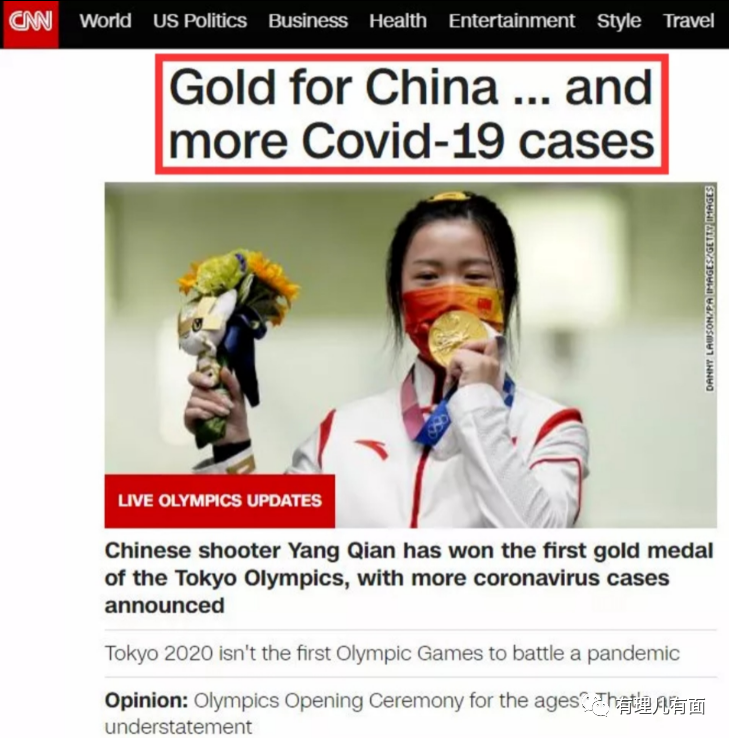 CNN World US Politics Business Health Entertainment Style Travel
Gold for China ... and
more Covid-19 cases
DANNY LAWSON/PA IMAGES/GETTY IMAGES
LIVE OLYMPICS UPDATES
Chinese shooter Yang Qian has won the first gold medal
of the Tokyo Olympics, with more coronavirus cases
announced
Tokyo 2020 isn't the first Olympic Games to battle a pandemic
Opinion: Olympics Opening Ceremony for the ages? That's an
understatement
有理儿有面